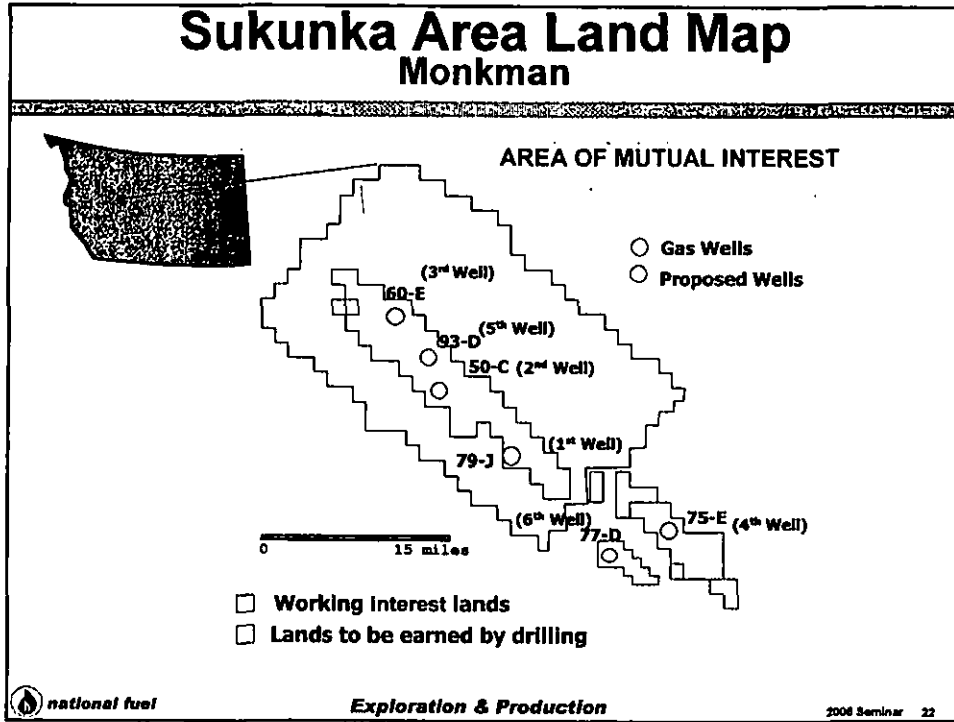 Sukunka Area Land Map
Monkman
AREA OF MUTUAL INTEREST
Gas Wells
Proposed Wells
(3rd Well)
60-E
93-D (5th Well)
50-C (2nd Well)
(1st Well)
79-J
(6th Well)
77-D
75-E (4th Well)
0 15 miles
Working interest lands
Lands to be earned by drilling
national fuel Exploration & Production 2006 Seminar 22